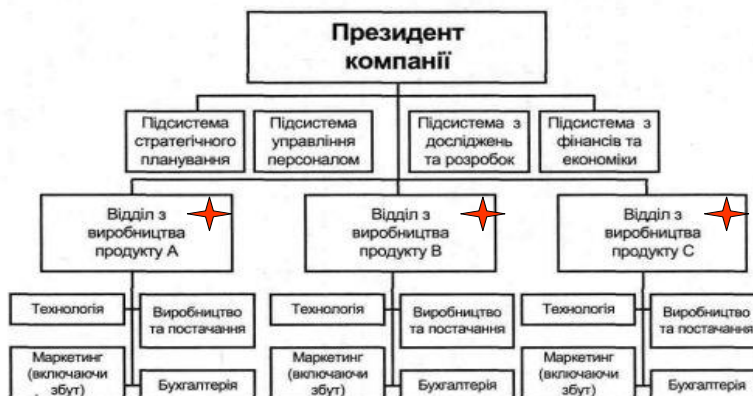 Президент
компанії
Підсистема
стратегічного
планування
Підсистема
управління
персоналом
Підсистема з
досліджень
та розробок
Підсистема з
фінансів та
економіки
Відділ з
виробництва
продукту А
Відділ з
виробництва
продукту В
Відділ з
виробництва
продукту С
Технологія
Виробництво
та постачання
Технологія
Виробництво
та постачання
Технологія
Виробництво
та постачання
Маркетинг
(включаючи
збут)
Бухгалтерія
Маркетинг
(включаючи
збут)
Бухгалтерія
Маркетинг
(включаючи
збут)
Бухгалтерія